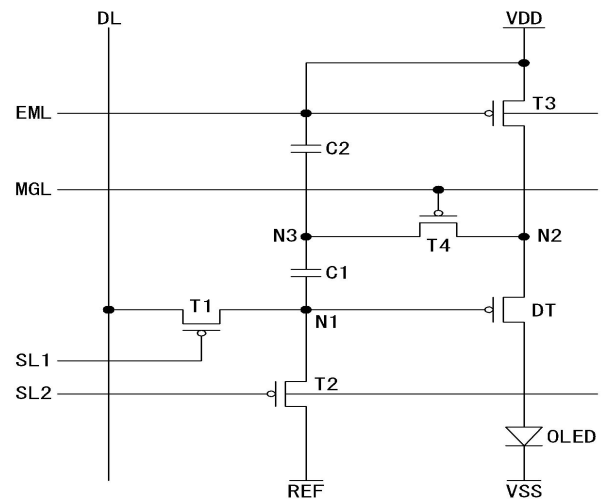 DL
VDD
EML
T3
C2
MGL
N3
T4
N2
C1
T1
N1
DT
SL1
SL2
T2
OLED
REF
VSS